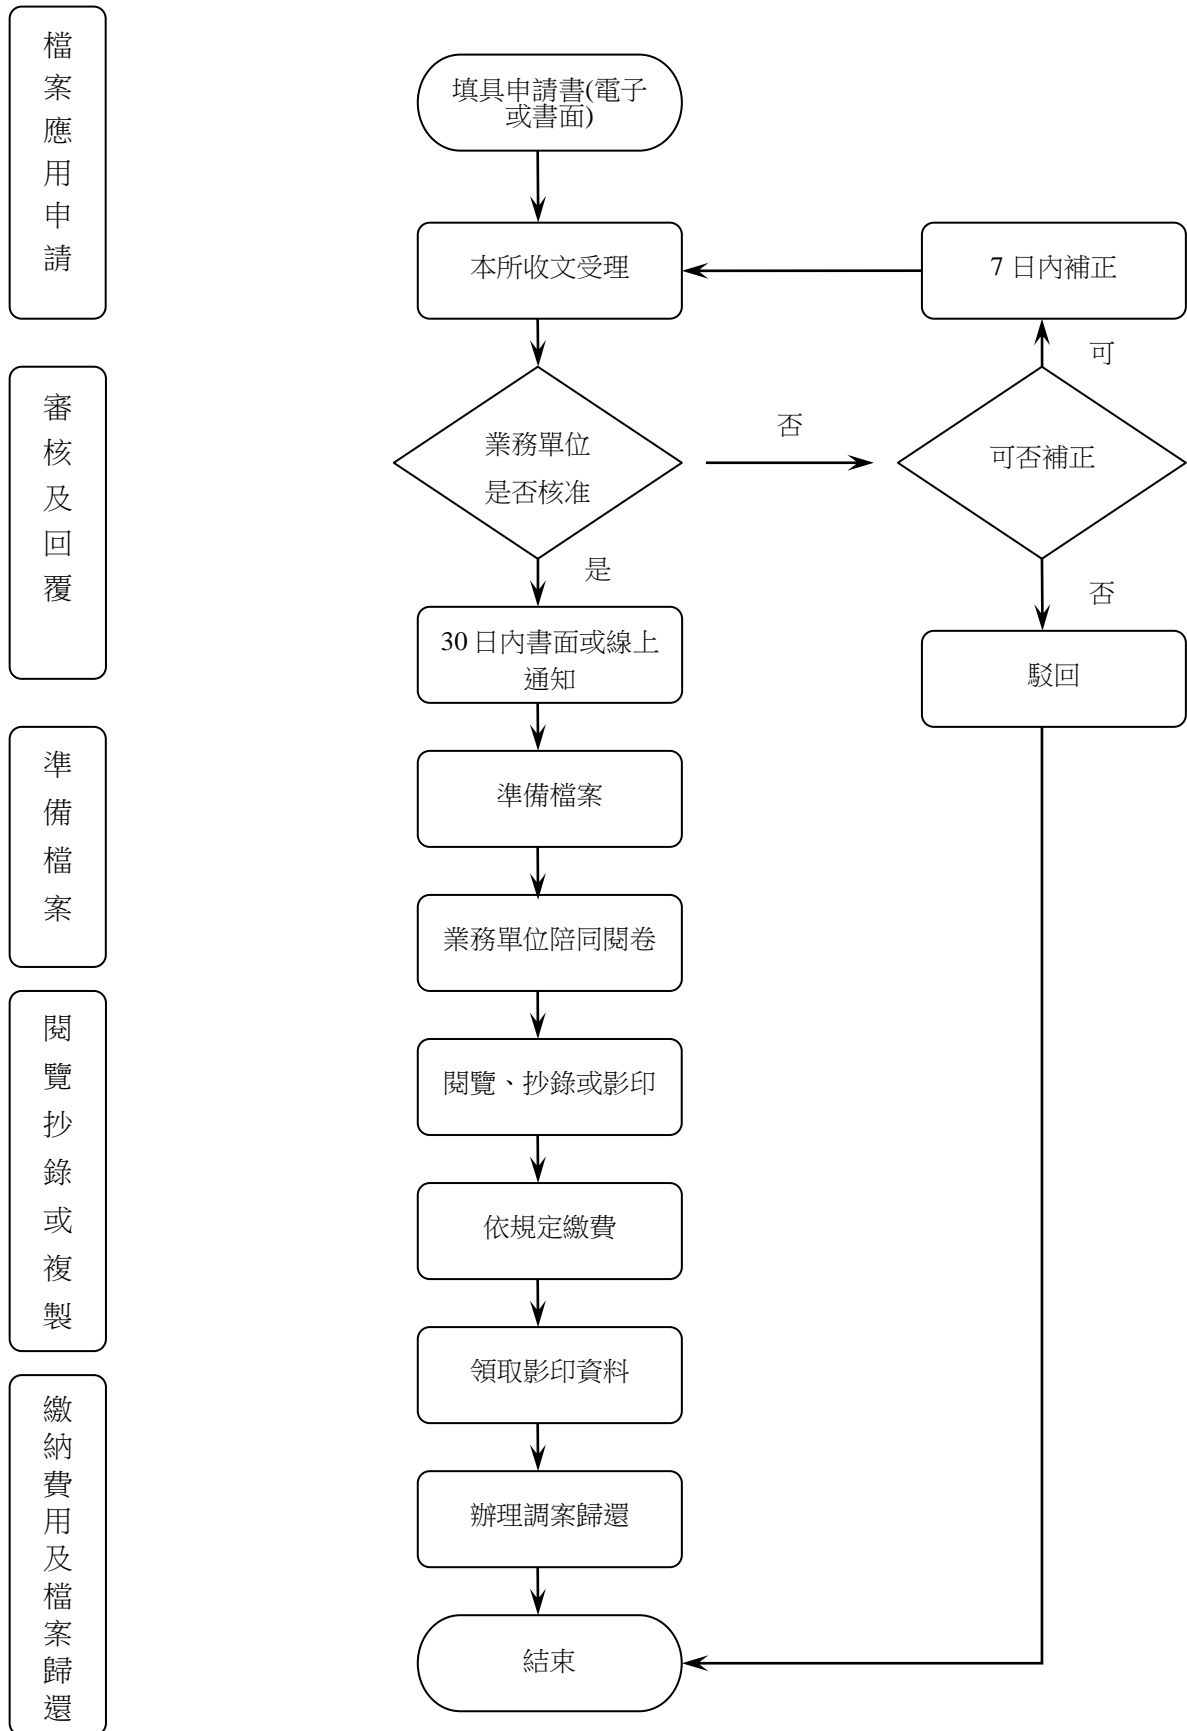 檔案應用申請
填具申請書(電子
或書面)
本所收文受理
7 日內補正
可
審核及回覆
業務單位
是否核准
否
可否補正
是
否
30 日內書面或線上
通知
駁回
準備檔案
準備檔案
業務單位陪同閱卷
閱覽抄錄或複製
閱覽、抄錄或影印
依規定繳費
領取影印資料
繳納費用及檔案歸還
辦理調案歸還
結束